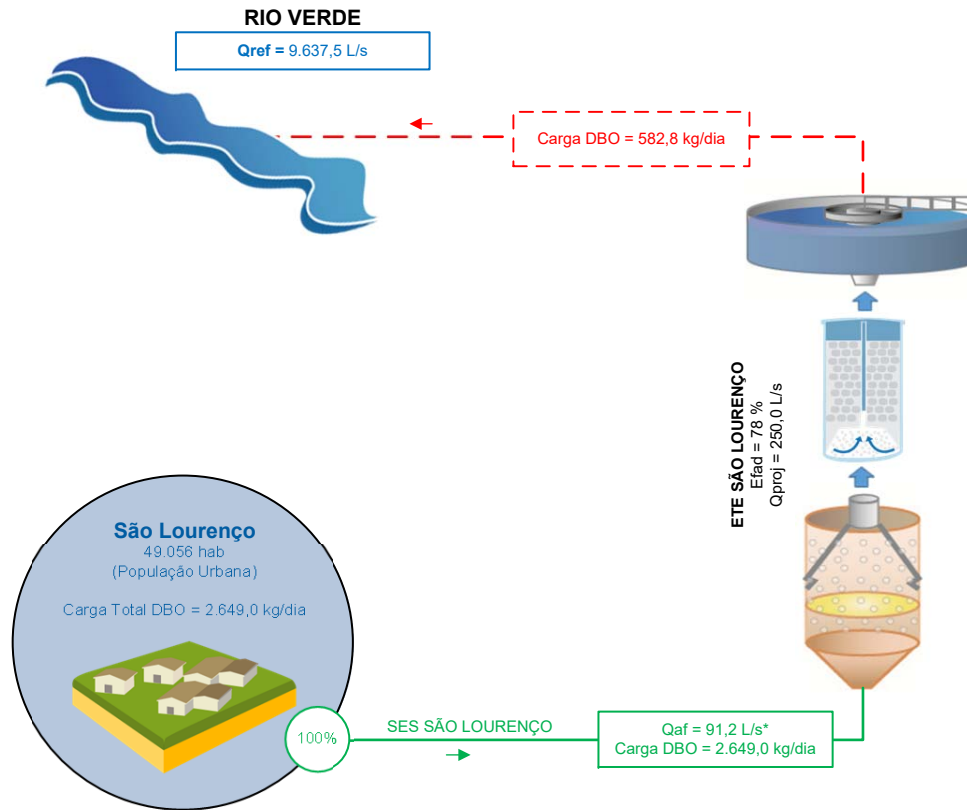 RIO VERDE
Qref = 9.637,5 L/s
Carga DBO = 582,8 kg/dia
ETE SÃO LOURENÇO
Efad = 78 %
Qproj = 250,0 L/s
São Lourenço
49.056 hab
(População Urbana)
Carga Total DBO = 2.649,0 kg/dia
100%
SES SÃO LOURENÇO
Qaf = 91,2 L/s*
Carga DBO = 2.649,0 kg/dia